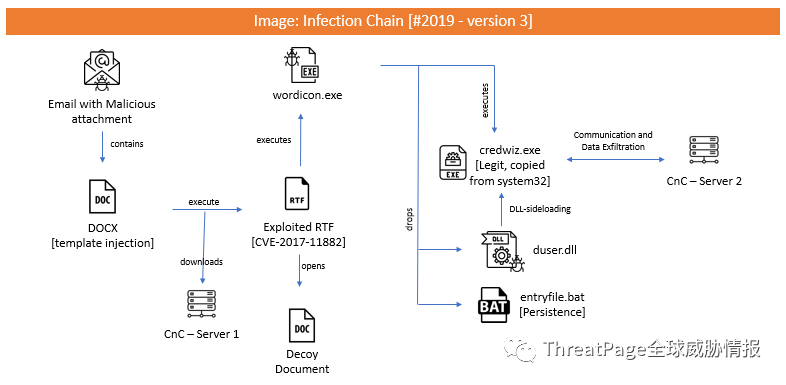 Image: Infection Chain [#2019 - version 3]
@
EXE
wordicon.exe
Email with Malicious
attachment
contains
executes
executes
DOC
DOCX
[template injection]
execute
downloads
CnC – Server 1
RTF
Exploited RTF
[CVE-2017-11882]
opens
DOC
Decoy
Document
drops
EXE
credwiz.exe
[Legit, copied
from system32]
Communication and
Data Exfiltration
CnC – Server 2
DLL-sideloading
DLL
duser.dll
BAT
entryfile.bat
[Persistence]
ThreatPage全球威胁情报